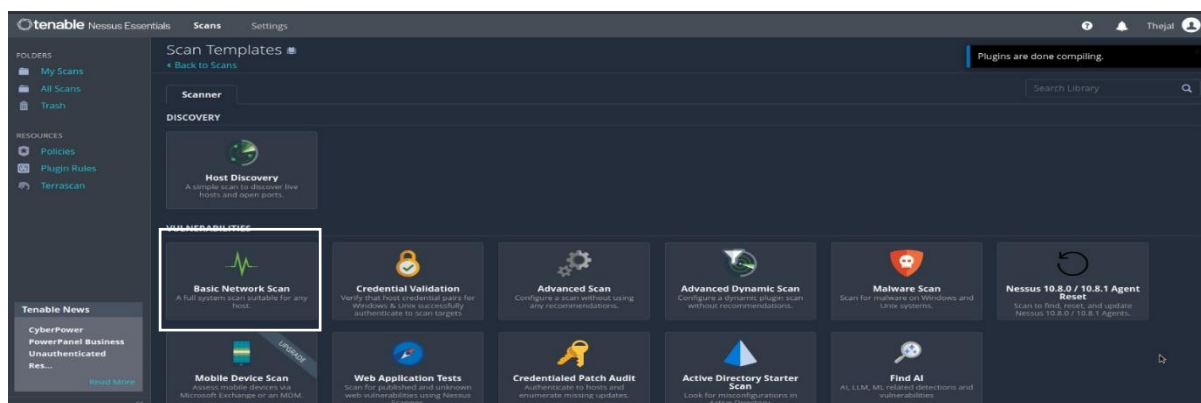 tenable Nessus Essentials Scans Settings Thejal
FOLDERS
My Scans
All Scans
Trash
RESOURCES
Policies
Plugin Rules
Terrascan
Tenable News
CyberPower
PowerPanel Business
Unauthenticated
Res...
Read More
Scan Templates
Back to Scans
Plugins are done compiling.
Scanner
Search Library
DISCOVERY
Host Discovery
A simple scan to discover live
hosts and open ports.
VULNERABILITIES
Basic Network Scan
A full system scan suitable for any
host.
Credential Validation
Verify that host credential pairs for
Windows & Unix successfully
authenticate to scan targets
Advanced Scan
Configure a scan without using
any recommendations.
Advanced Dynamic Scan
Configure a dynamic plugin scan
without recommendations.
Malware Scan
Scan for malware on Windows and
Unix systems.
Nessus 10.8.0 / 10.8.1 Agent
Reset
Scan to find, reset, and update
Nessus 10.8.0 / 10.8.1 Agents.
UPGRADE
Mobile Device Scan
Assess mobile devices via
Microsoft Exchange or an MDM.
Web Application Tests
Scan for published and unknown
web vulnerabilities using Nessus
Scanner.
Credentialed Patch Audit
Authenticate to hosts and
enumerate missing updates.
Active Directory Starter
Scan
Look for misconfigurations in
Active Directory.
Find AI
AI, LLM, ML related detections and
vulnerabilities